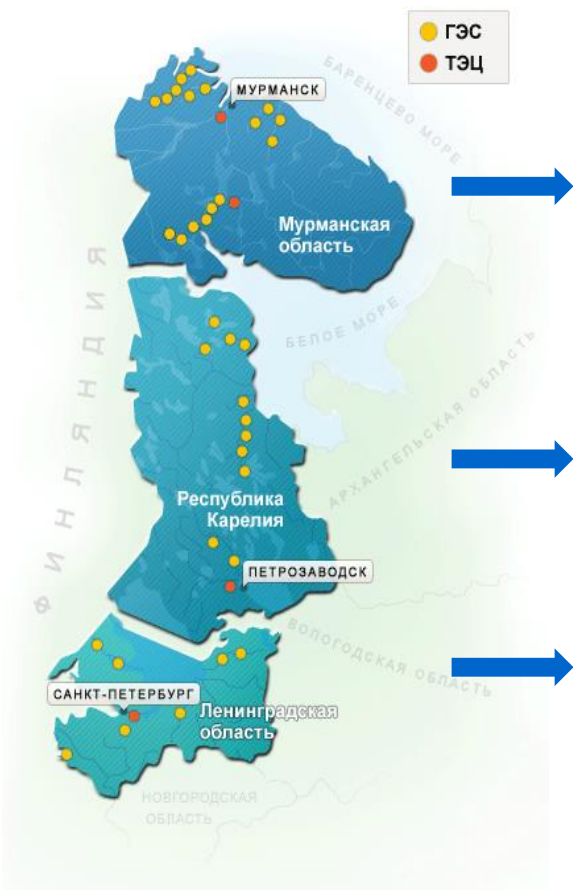 ГЭС
ТЭЦ
БАРЕНЦЕВО МОРЕ
МУРМАНСК
Мурманская
область
ФИНЛЯНДИЯ
БЕЛОЕ МОРЕ
АРХАНГЕЛЬСКАЯ ОБЛАСТЬ
Республика
Карелия
ПЕТРОЗАВОДСК
ВОЛОГОДСКАЯ ОБЛАСТЬ
САНКТ-ПЕТЕРБУРГ
Ленинградская
область
НОВГОРОДСКАЯ
ОБЛАСТЬ